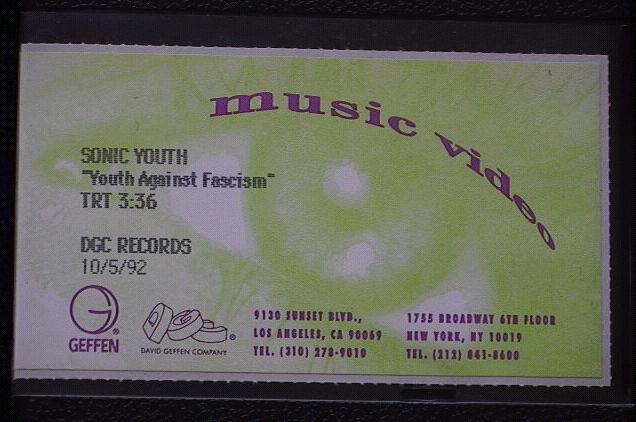 music video
SONIC YOUTH
"Youth Against Fascism"
TRT 3:36
DGC RECORDS
10/5/92
GEFFEN
DAVID GEFFEN COMPANY
9130 SUNSET BLVD.,
LOS ANGELES, CA 90069
TEL. (310) 278-9010
1755 BROADWAY 6TH FLOOR
NEW YORK, NY 10019
TEL. (212) 841-8600